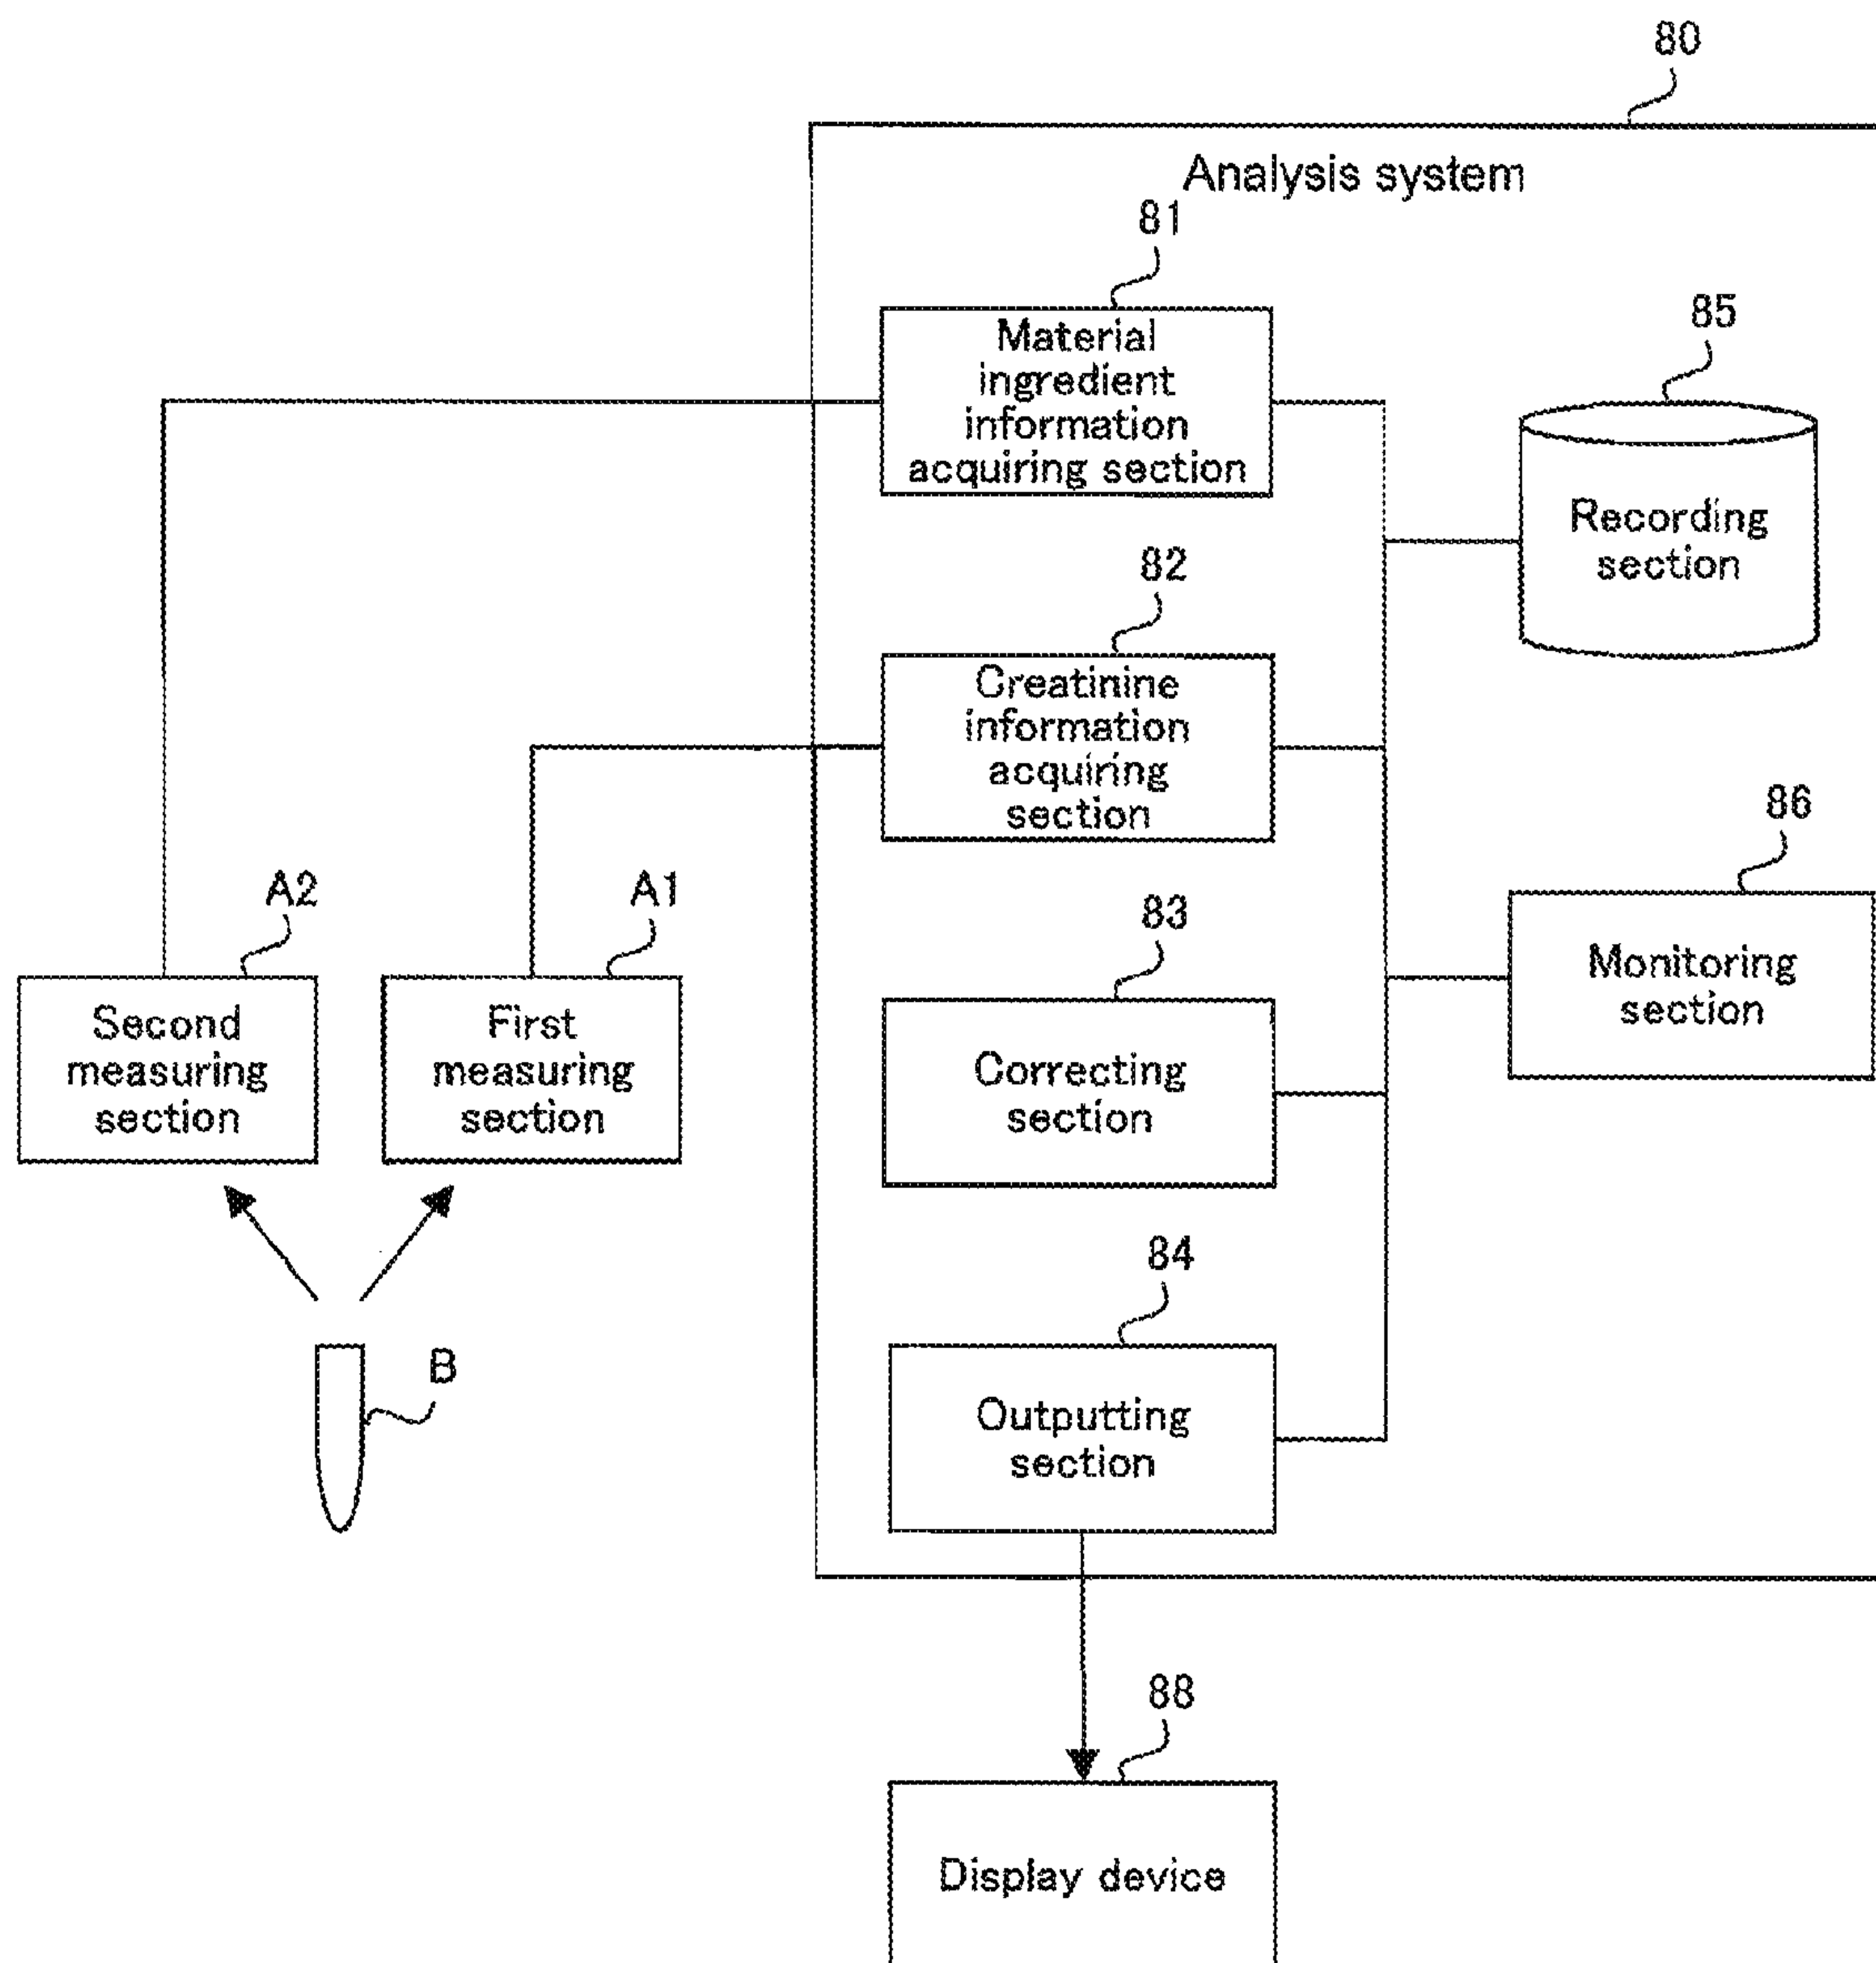 80
Analysis system
81
Material
ingredient
information
acquiring section
85
Recording
section
82
Creatinine
information
acquiring
section
86
Monitoring
section
A2
A1
Second
measuring
section
First
measuring
section
83
Correcting
section
84
Outputting
section
B
88
Display device